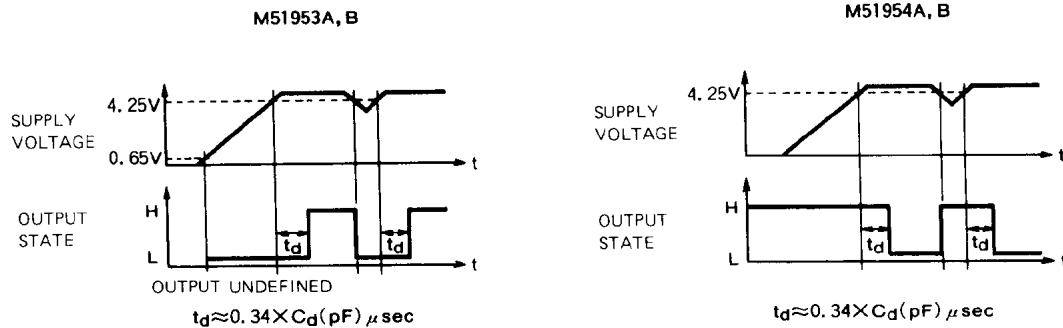 M51953A, B
4.25V
SUPPLY
VOLTAGE
0.65V
t
H
OUTPUT
STATE
td
td
L
t
OUTPUT UNDEFINED
td≈0.34×Cd(pF) μsec
M51954A, B
4.25V
SUPPLY
VOLTAGE
t
H
OUTPUT
STATE
td
td
L
t
td≈0.34×Cd(pF) μsec